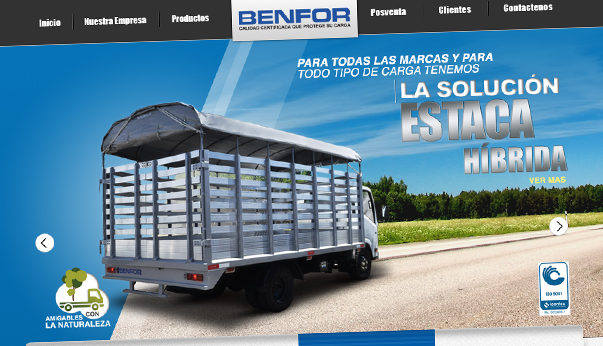 Inicio
Nuestra Empresa
Productos
BENFOR
CALIDAD CERTIFICADA QUE PROTEGE SU CARGA
Posventa
Clientes
Contactenos
PARA TODAS LAS MARCAS Y PARA
TODO TIPO DE CARGA TENEMOS
LA SOLUCIÓN
ESTACA
HÍBRIDA
VER MAS
BENFOR
AMIGABLES
CON
LA NATURALEZA
ISO 9001
icontec